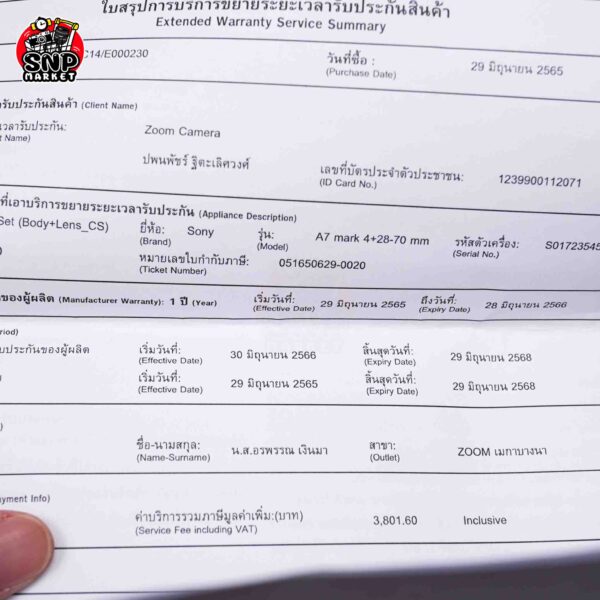 ใบสรุปการบริการขยายระยะเวลารับประกันสินค้า
Extended Warranty Service Summary
SNP
MARKET
C14/E000230
วันที่ซื้อ : 29 มิถุนายน 2565
(Purchase Date)
รับประกันสินค้า (Client Name)
เวลารับประกัน: Zoom Camera
t Name)
ปพนพัชร์ ฐิตะเลิศวงศ์ เลขที่บัตรประจำตัวประชาชน: 1239900112071
(ID Card No.)
ที่เอาบริการขยายระยะเวลารับประกัน (Appliance Description)
Set (Body+Lens_CS) ยี่ห้อ: Sony รุ่น: A7 mark 4+28-70 mm รหัสตัวเครื่อง: S01723545
(Brand) (Model) (Serial No.)
0 หมายเลขใบกำกับภาษี: 051650629-0020
(Ticket Number)
ของผู้ผลิต (Manufacturer Warranty): 1 ปี (Year) เริ่มวันที่: 29 มิถุนายน 2565 ถึงวันที่: 28 มิถุนายน 2566
(Effective Date) (Expiry Date)
eriod)
ับประกันของผู้ผลิต เริ่มวันที่: 30 มิถุนายน 2566 สิ้นสุดวันที่: 29 มิถุนายน 2568
(Effective Date) (Expiry Date)
เริ่มวันที่: 29 มิถุนายน 2565 สิ้นสุดวันที่: 29 มิถุนายน 2568
(Effective Date) (Expiry Date)
)
ชื่อ-นามสกุล: น.ส.อรพรรณ เงินมา สาขา: ZOOM เมกาบางนา
(Name-Surname) (Outlet)
ayment Info)
ค่าบริการรวมภาษีมูลค่าเพิ่ม:(บาท) 3,801.60 Inclusive
(Service Fee including VAT)